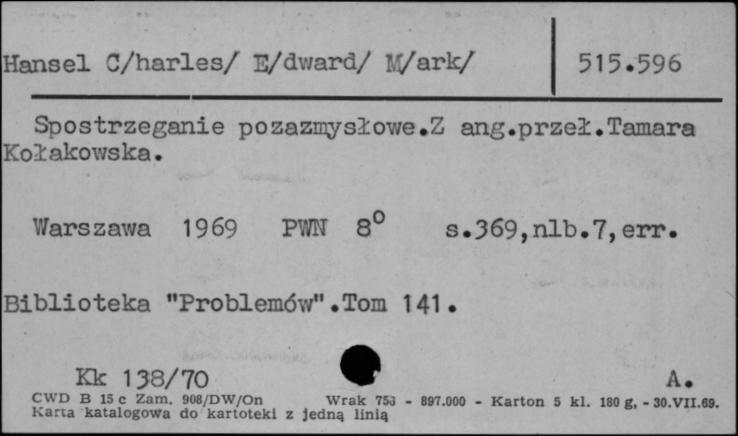 Hansel C/harles/ E/dward/ M/ark/ 515.596
Spostrzeganie pozazmysłowe.Z ang.przeł.Tamara
Kołakowska.
Warszawa 1969 PWN 8° s.369,nlb.7,err.
Biblioteka "Problemów".Tom 141.
Kk 138/70 A.
CWD B 15 c Zam. 908/DW/On Wrak 753 - 897.000 - Karton 5 kl. 180 g, - 30.VII.69.
Karta katalogowa do kartoteki z jedną linią